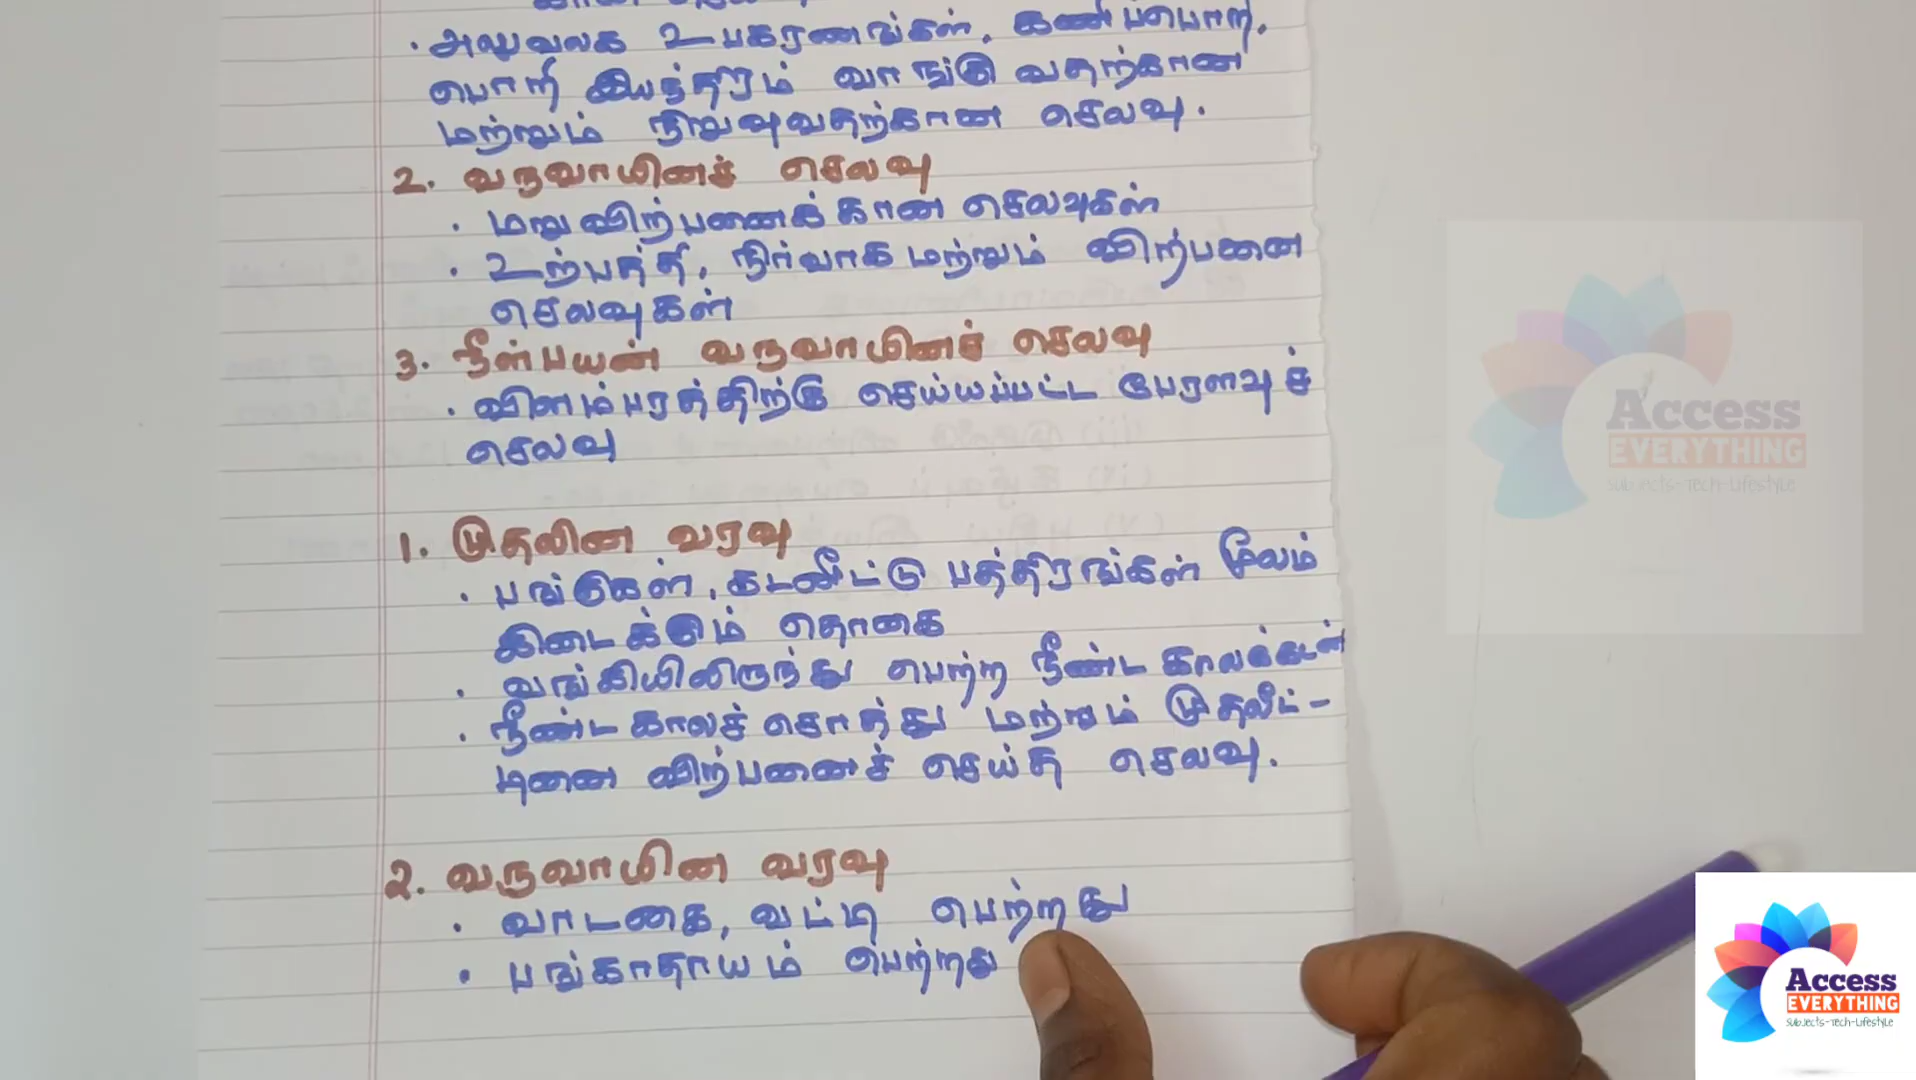 அலுவலக உபகரணங்கள், கணிப்பொறி,
பொறி இயந்திரம் வாங்குவதற்கான
மற்றும் நிறுவுவதற்கான செலவு.
2. வருவாயினச் செலவு
· மறுவிற்பனைக்கான செலவுகள்
· உற்பத்தி, நிர்வாக மற்றும் விற்பனை
செலவுகள்
3. நீள்பயன் வருவாயினச் செலவு
· விளம்பரத்திற்கு செய்யப்பட்ட பேரளவுச்
செலவு
1. முதலின வரவு
· பங்குகள், கடனீட்டு பத்திரங்கள் மூலம்
கிடைக்கும் தொகை
· வங்கியிலிருந்து பெற்ற நீண்ட காலக்கடன்
· நீண்ட காலச் சொத்து மற்றும் முதலீட்-
டினை விற்பனைச் செய்த செலவு.
2. வருவாயின வரவு
· வாடகை, வட்டி பெற்றது
· பங்காதாயம் பெற்றது
Access
EVERYTHING
Subjects-Tech-Lifestyle
Access
EVERYTHING
Subjects-Tech-Lifestyle